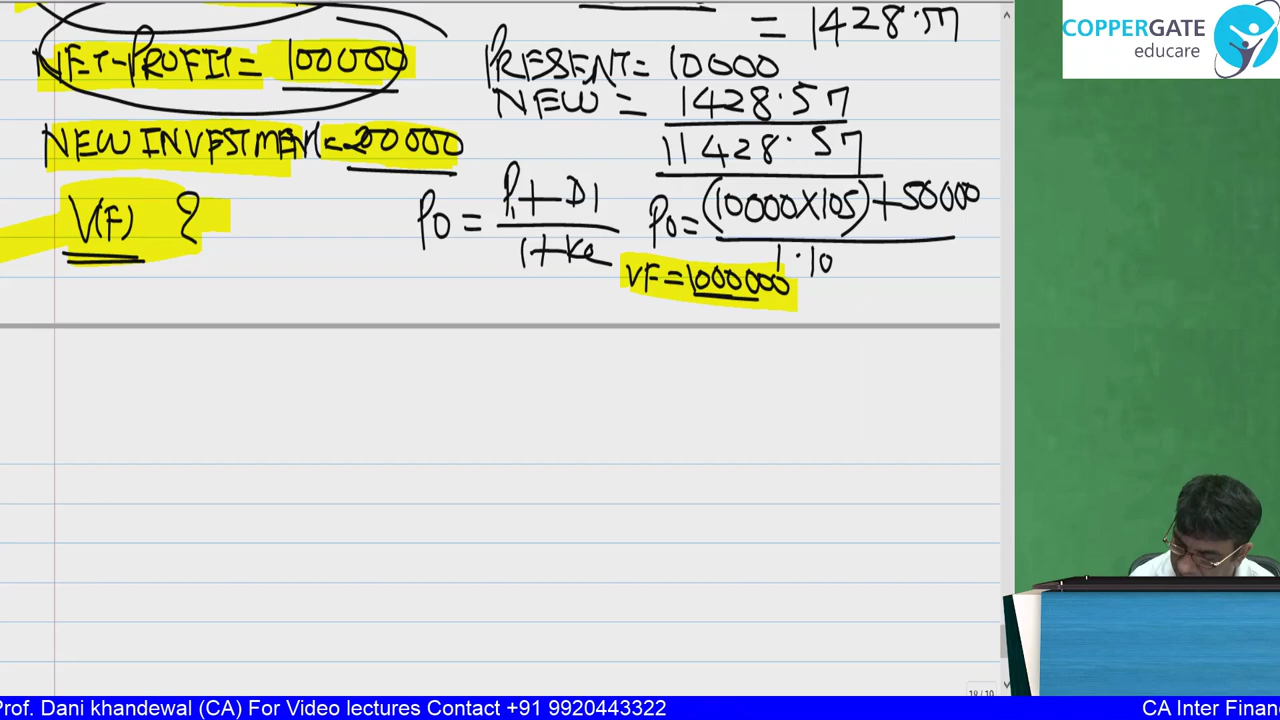 = 1428.57
NET-PROFIT = 100000
PRESENT = 10000
NEW = 1428.57
11428.57
NEW INVESTMENT = 200000
V(F) ?
P0 = P1 + D1 / 1+Ke
P0 = (10000X105) + 50000 / 1.10
VF = 1000000
COPPERGATE
educare
Prof. Dani khandewal (CA) For Video lectures Contact +91 9920443322
CA Inter Finan